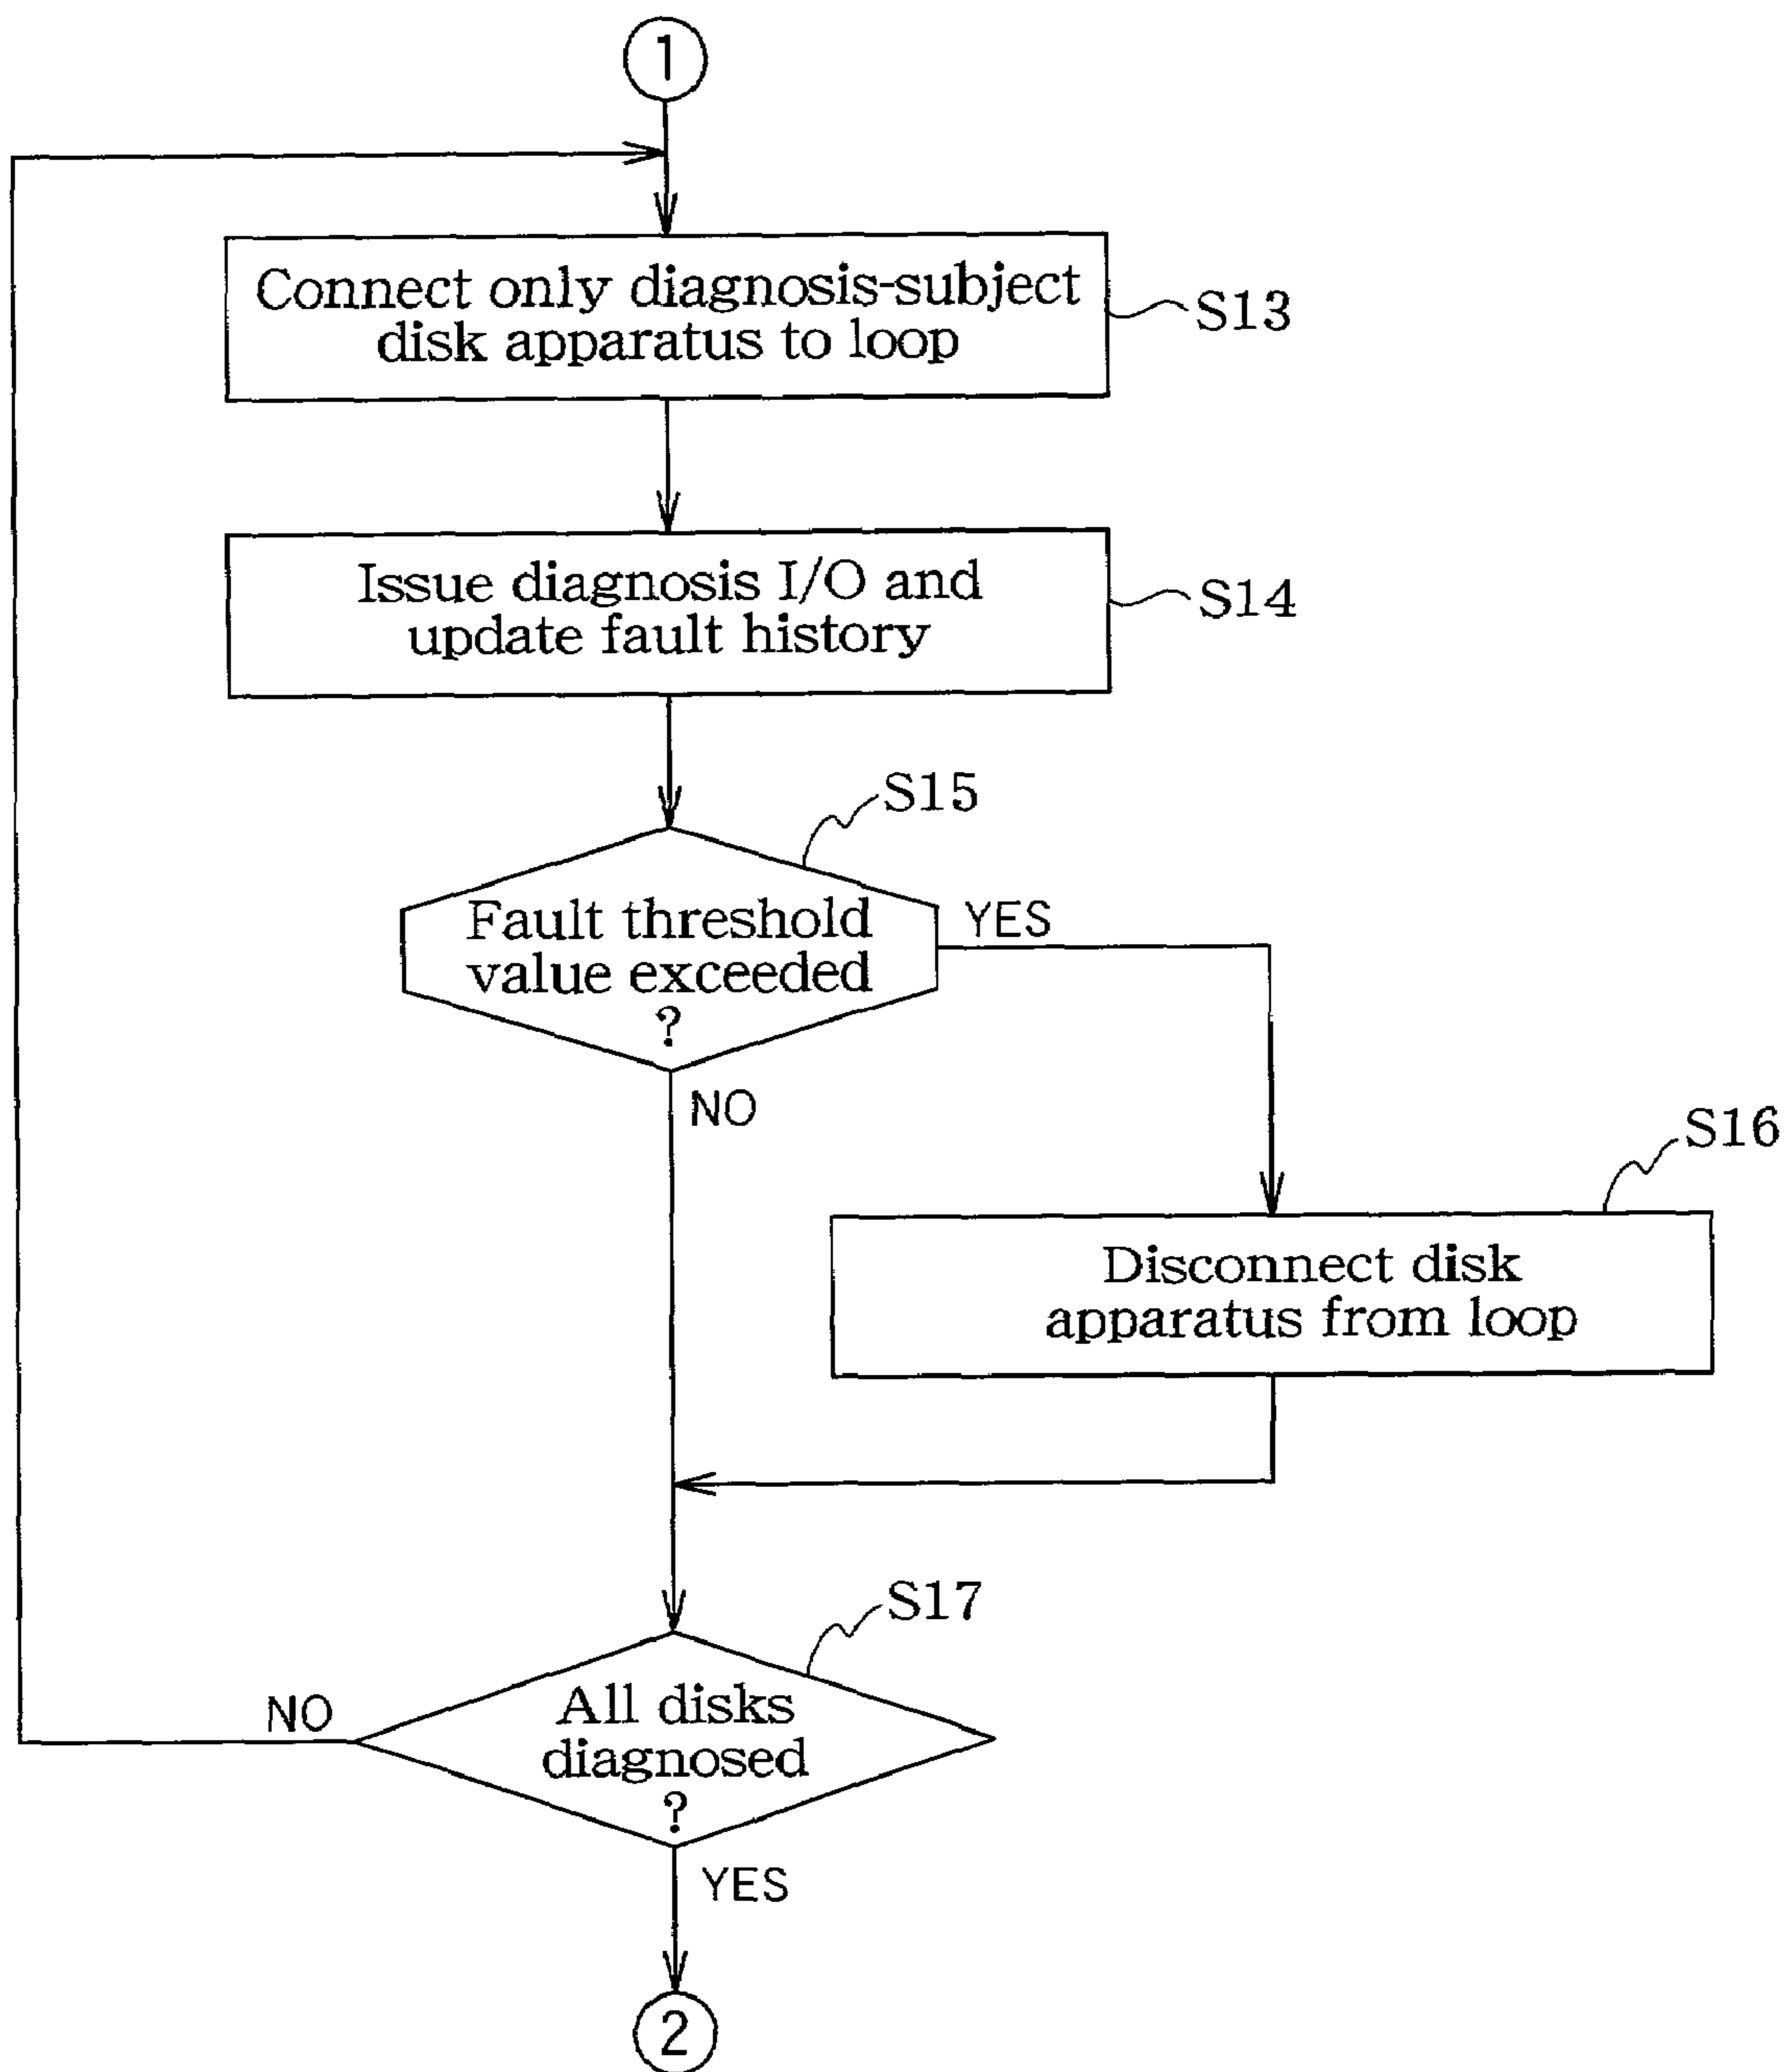 1
Connect only diagnosis-subject
disk apparatus to loop
S13
Issue diagnosis I/O and
update fault history
S14
S15
Fault threshold
value exceeded
?
YES
NO
S16
Disconnect disk
apparatus from loop
S17
All disks
diagnosed
?
NO
YES
2